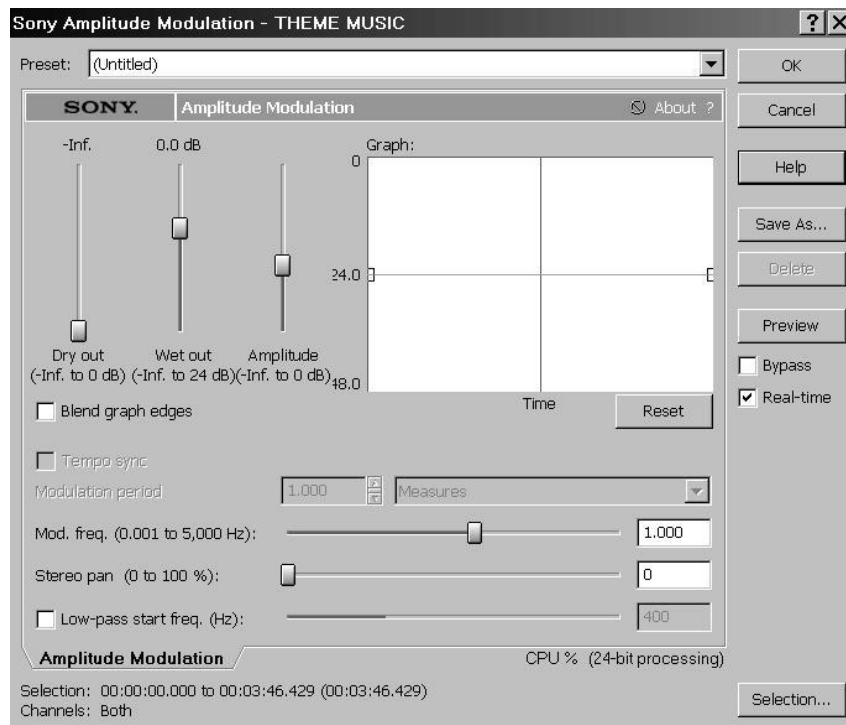 Sony Amplitude Modulation - THEME MUSIC
Preset: (Untitled)
OK
SONY. Amplitude Modulation About ?
Cancel
-Inf. 0.0 dB Graph:
0
24.0
48.0
Help
Save As...
Delete
Dry out Wet out Amplitude
(-Inf. to 0 dB) (-Inf. to 24 dB)(-Inf. to 0 dB)
Preview
Bypass
Real-time
Blend graph edges
Time
Reset
Tempo sync
Modulation period 1.000 Measures
Mod. freq. (0.001 to 5,000 Hz): 1.000
Stereo pan (0 to 100 %): 0
Low-pass start freq. (Hz): 400
Amplitude Modulation CPU % (24-bit processing)
Selection: 00:00:00.000 to 00:03:46.429 (00:03:46.429)
Channels: Both
Selection...